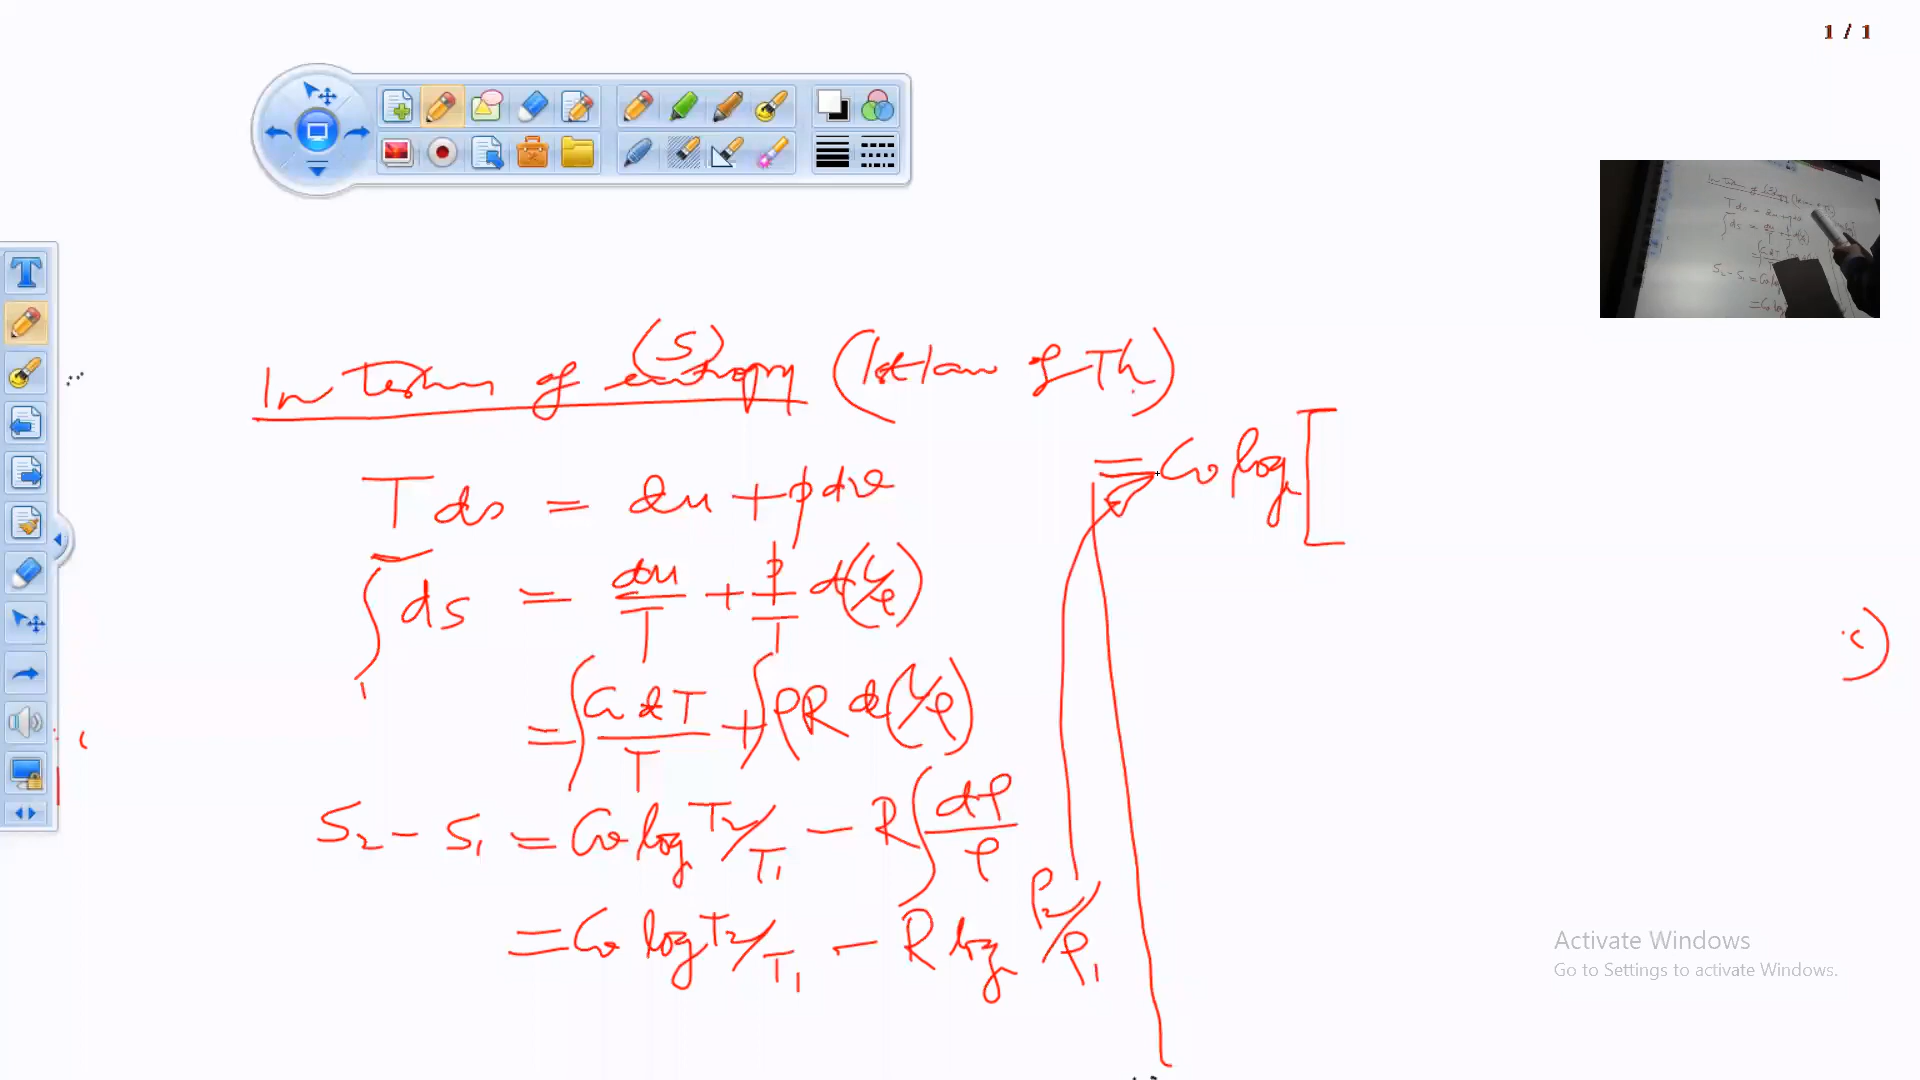 1 / 1
In Terms of entropy (S) (1st law of Th.)
T ds = du + p dv
∫₁ ds = du/T + p/T d(1/ρ)
= ∫ Cv dT/T + ∫ ρR d(1/ρ)
S₂ - S₁ = Cv log T₂/T₁ - R ∫ dρ/ρ
= Cv log T₂/T₁ - R log ρ₂/ρ₁
= Cv log [
Activate Windows
Go to Settings to activate Windows.